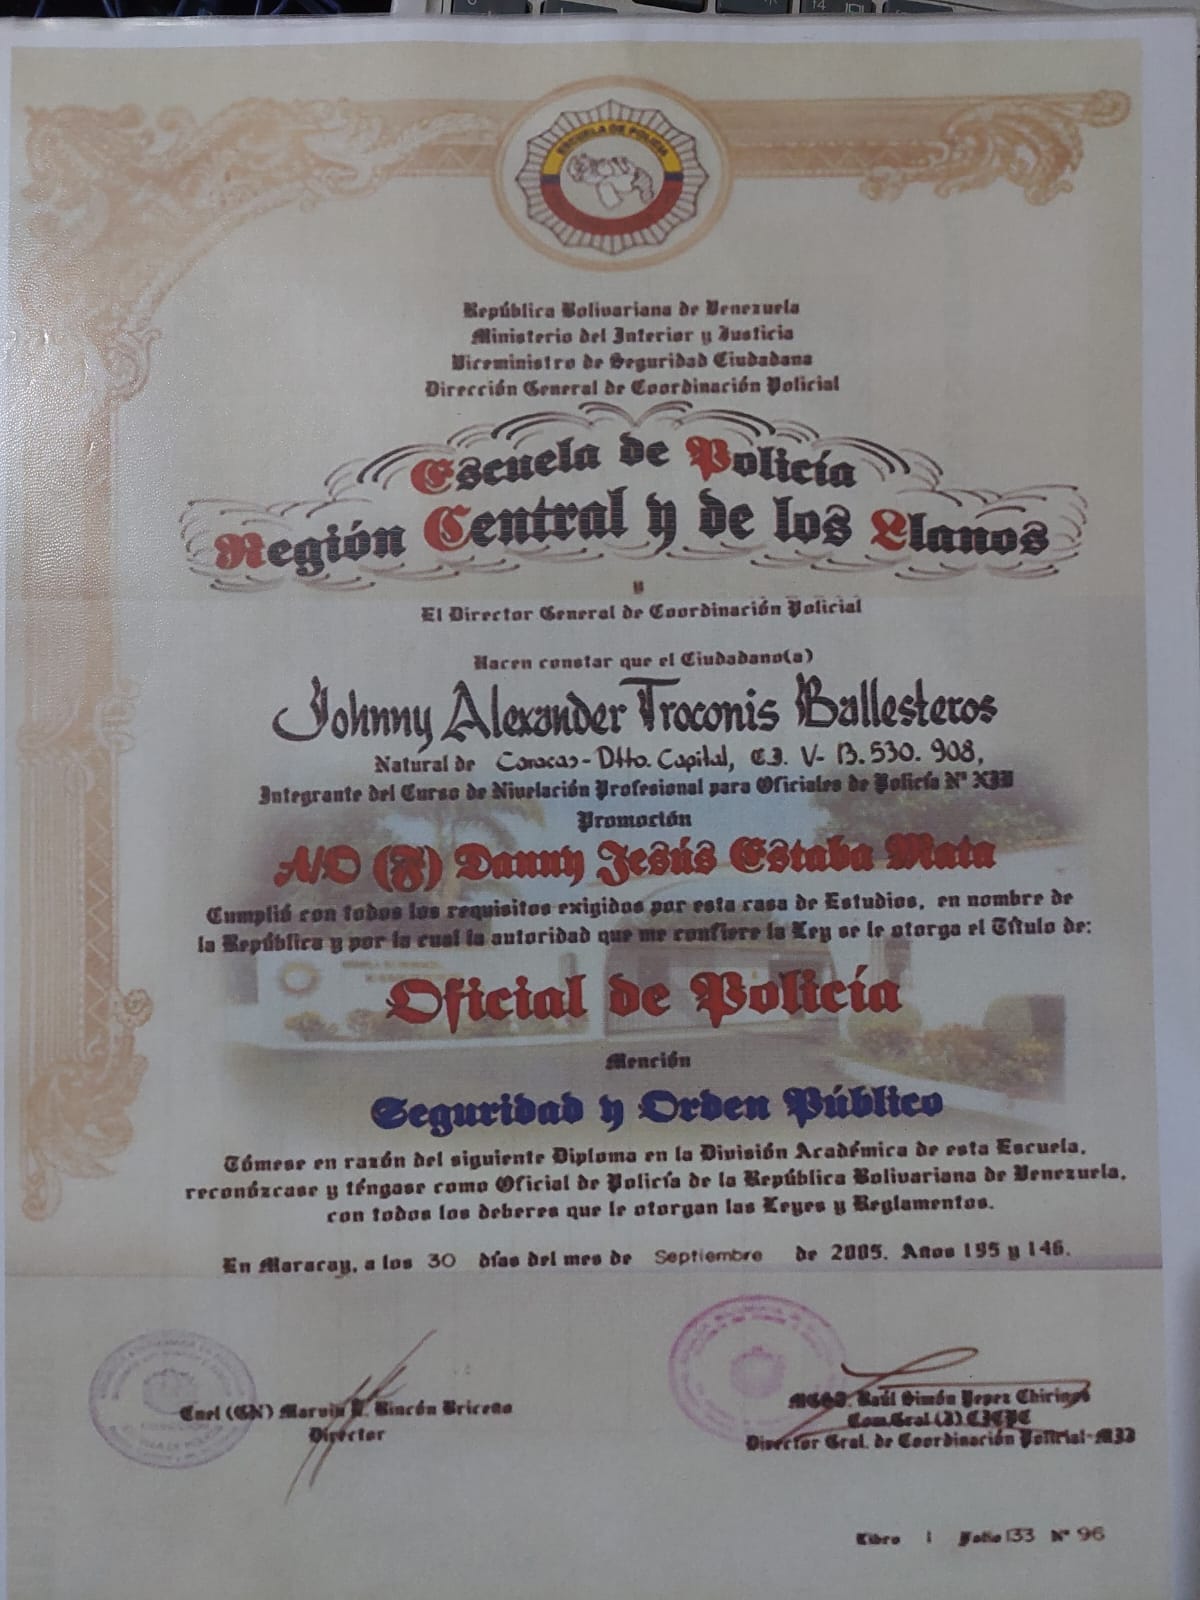 ESCUELA DE POLICIA
República Bolivariana de Venezuela
Ministerio del Interior y Justicia
Viceministro de Seguridad Ciudadana
Dirección General de Coordinación Policial
Escuela de Policía
Región Central y de los Llanos
y
El Director General de Coordinación Policial
Hacen constar que el Ciudadano(a)
Johnny Alexander Troconis Ballesteros
Natural de Caracas - Dtto. Capital, C.I. V- 13.530.908,
Integrante del Curso de Nivelación Profesional para Oficiales de Policía Nº
Promoción
A/O (F) Danny Jesús Estaba Mata
Cumplió con todos los requisitos exigidos por esta casa de Estudios, en nombre de
la República y por la cual la autoridad que me confiere la Ley se le otorga el Título de:
Oficial de Policía
Mención
Seguridad y Orden Público
Tómese en razón del siguiente Diploma en la División Académica de esta Escuela,
reconózcase y téngase como Oficial de Policía de la República Bolivariana de Venezuela,
con todos los deberes que le otorgan las Leyes y Reglamentos.
En Maracay, a los 30 días del mes de Septiembre de 2005. Años 195 y 146.
Cnel (GN) Marvin Rincón Briceño
Director
Raúl Simón Yepez Chirinos
Com.Gral.(J) CICPC
Director Gral. de Coordinación Policial-MIJ
Libro 1 Folio 133 Nº 96